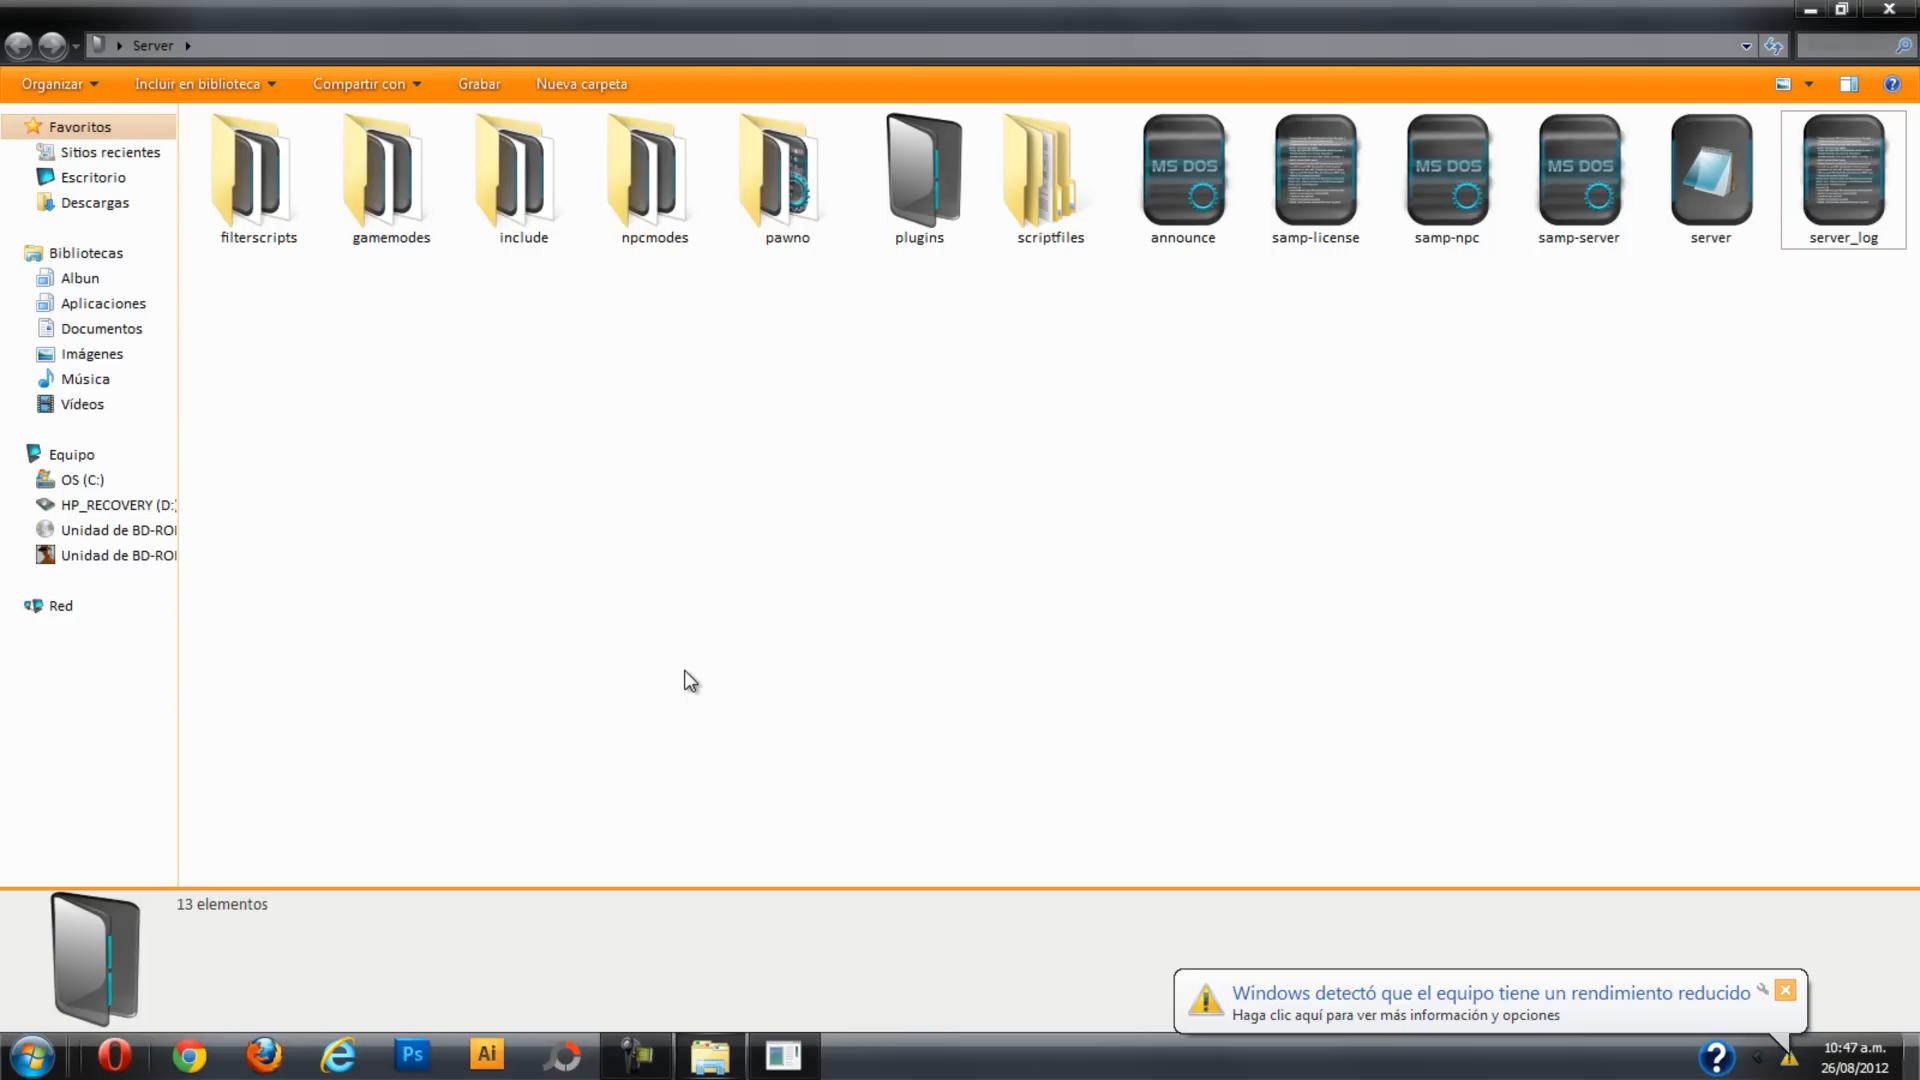 Server
Organizar
Incluir en biblioteca
Compartir con
Grabar
Nueva carpeta
Favoritos
Sitios recientes
Escritorio
Descargas
Bibliotecas
Albun
Aplicaciones
Documentos
Imágenes
Música
Vídeos
Equipo
OS (C:)
HP_RECOVERY (D:)
Unidad de BD-RO
Unidad de BD-RO
Red
MS DOS
MS DOS
MS DOS
filterscripts
gamemodes
include
npcmodes
pawno
plugins
scriptfiles
announce
samp-license
samp-npc
samp-server
server
server_log
13 elementos
Windows detectó que el equipo tiene un rendimiento reducido
Haga clic aquí para ver más información y opciones
Ps
Ai
10:47 a.m.
26/08/2012